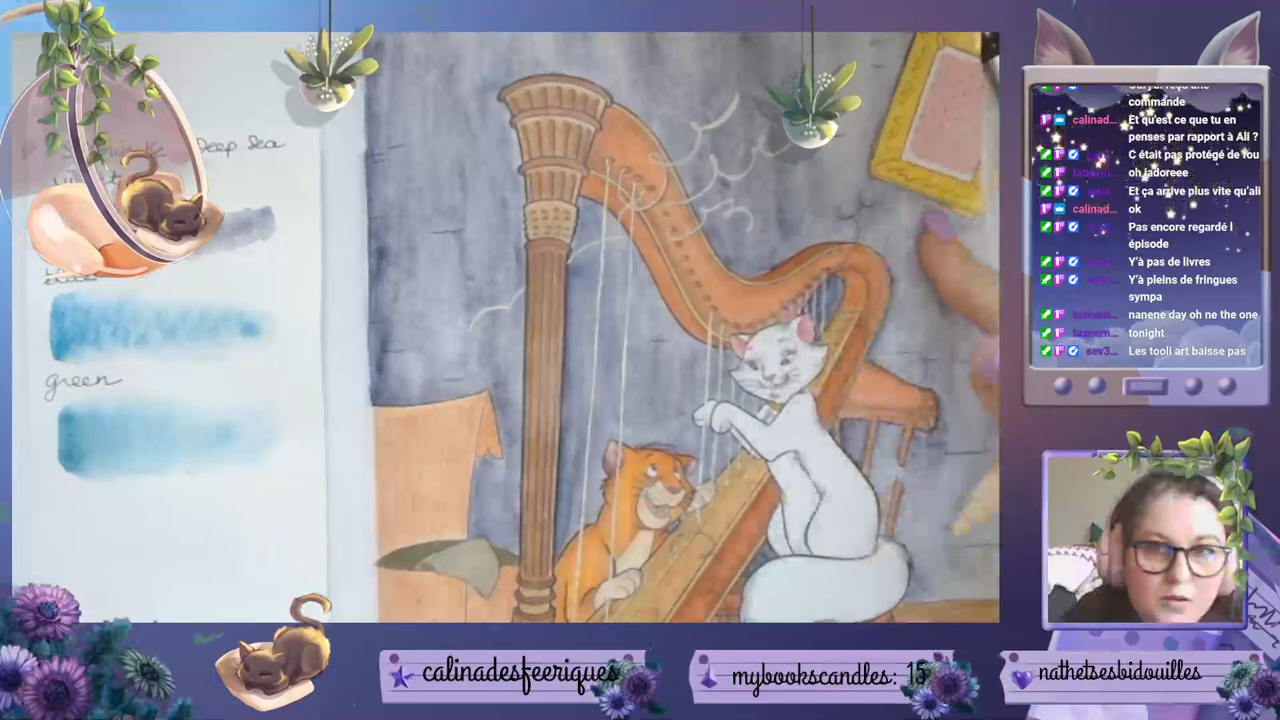 Deep Sea
green
commande
calinad... Et qu'est ce que tu en
penses par rapport à Ali ?
C était pas protégé de fou
oh jadoreee
Et ça arrive plus vite qu'ali
calinad... ok
Pas encore regardé l
épisode
Y'à pas de livres
Y'à pleins de fringues
sympa
nanene day oh ne the one
tonight
sev3... Les tooli art baisse pas
calinadesfeeriques
mybookscandles: 15
nathetsesbidouilles